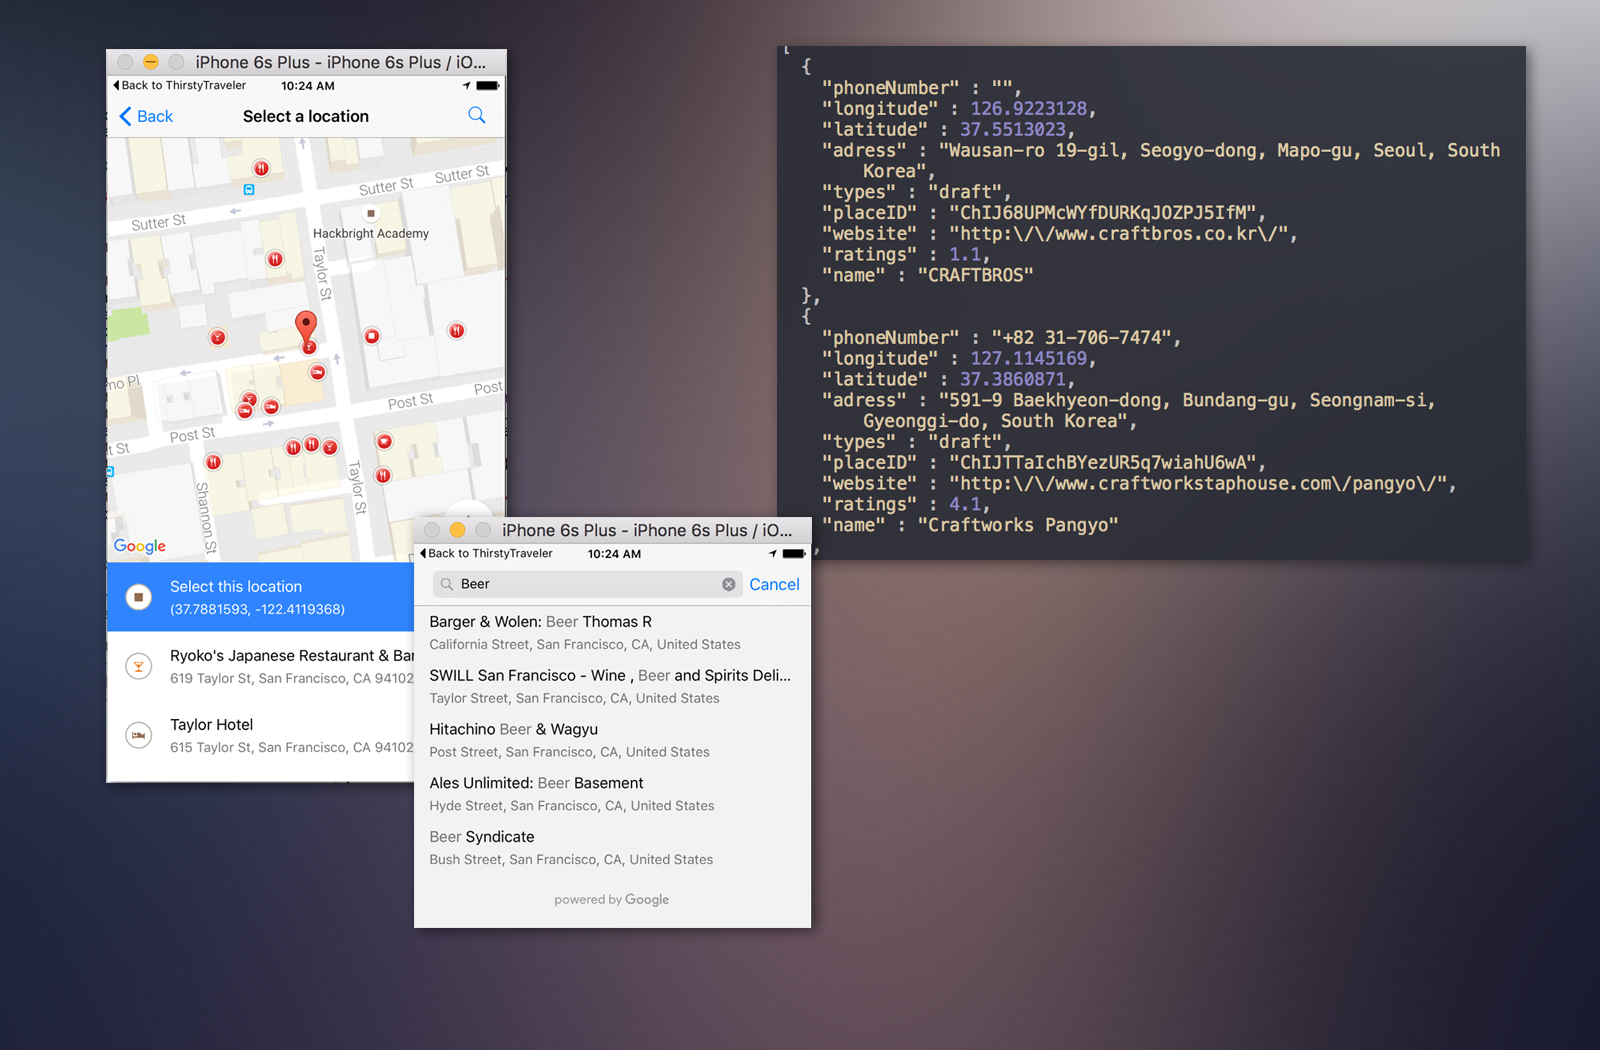 iPhone 6s Plus - iPhone 6s Plus / iO...
Back to ThirstyTraveler
10:24 AM
Back
Select a location
Sutter St
Sutter St
Sutter St
Hackbright Academy
Taylor St
mo Pl
Post St
Post
Post St
t St
Taylor St
Shannon St
Google
Select this location
(37.7881593, -122.4119368)
Ryoko's Japanese Restaurant & Bar
619 Taylor St, San Francisco, CA 94102
Taylor Hotel
615 Taylor St, San Francisco, CA 94102
iPhone 6s Plus - iPhone 6s Plus / iO...
Back to ThirstyTraveler
10:24 AM
Beer
Cancel
Barger & Wolen: Beer Thomas R
California Street, San Francisco, CA, United States
SWILL San Francisco - Wine , Beer and Spirits Deli...
Taylor Street, San Francisco, CA, United States
Hitachino Beer & Wagyu
Post Street, San Francisco, CA, United States
Ales Unlimited: Beer Basement
Hyde Street, San Francisco, CA, United States
Beer Syndicate
Bush Street, San Francisco, CA, United States
powered by Google
[
{
"phoneNumber" : "",
"longitude" : 126.9223128,
"latitude" : 37.5513023,
"adress" : "Wausan-ro 19-gil, Seogyo-dong, Mapo-gu, Seoul, South
Korea",
"types" : "draft",
"placeID" : "ChIJ68UPMcWYfDURKqJOZPJ5IfM",
"website" : "http:\/\/www.craftbros.co.kr\/",
"ratings" : 1.1,
"name" : "CRAFTBROS"
},
{
"phoneNumber" : "+82 31-706-7474",
"longitude" : 127.1145169,
"latitude" : 37.3860871,
"adress" : "591-9 Baekhyeon-dong, Bundang-gu, Seongnam-si,
Gyeonggi-do, South Korea",
"types" : "draft",
"placeID" : "ChIJTTaIchBYezUR5q7wiahU6wA",
"website" : "http:\/\/www.craftworkstaphouse.com\/pangyo\/",
"ratings" : 4.1,
"name" : "Craftworks Pangyo"
,